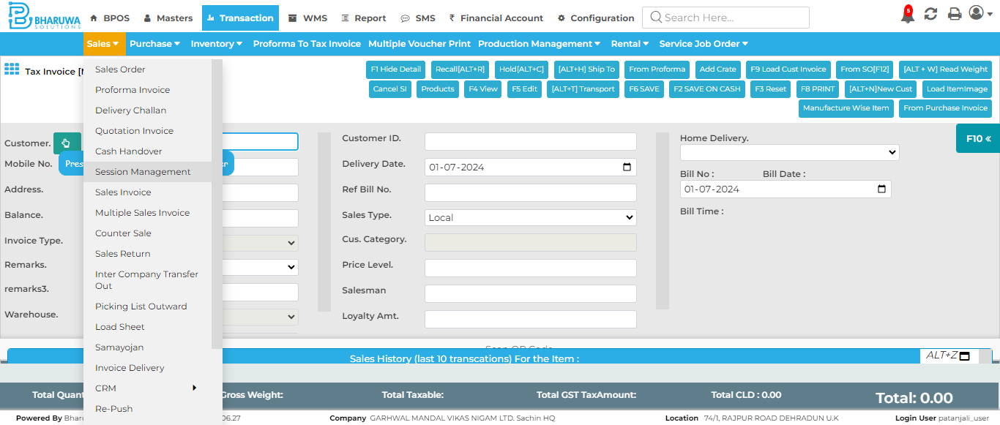 BHARUWA
SOLUTIONS
BPOS Masters Transaction WMS Report SMS Financial Account Configuration Search Here... 5
Sales Purchase Inventory Proforma To Tax Invoice Multiple Voucher Print Production Management Rental Service Job Order
Tax Invoice
F1 Hide Detail Recall[ALT+R] Hold[ALT+C] [ALT+H] Ship To From Proforma Add Crate F9 Load Cust Invoice From SO[F12] [ALT + W] Read Weight
Cancel SI Products F4 View F5 Edit [ALT+T] Transport F6 SAVE F2 SAVE ON CASH F3 Reset F8 PRINT [ALT+N]New Cust Load ItemImage
Manufacture Wise Item From Purchase Invoice
Sales Order
Proforma Invoice
Delivery Challan
Quotation Invoice
Cash Handover
Session Management
Sales Invoice
Multiple Sales Invoice
Counter Sale
Sales Return
Inter Company Transfer
Out
Picking List Outward
Load Sheet
Samayojan
Invoice Delivery
CRM
Re-Push
Customer.
Mobile No.
Address.
Balance.
Invoice Type.
Remarks.
remarks3.
Warehouse.
Customer ID.
Delivery Date. 01-07-2024
Ref Bill No.
Sales Type. Local
Cus. Category.
Price Level.
Salesman
Loyalty Amt.
Home Delivery.
Bill No : Bill Date :
01-07-2024
Bill Time :
F10 «
Scan QR Code
Sales History (last 10 transcations) For the Item : ALT+Z
Gross Weight: Total Taxable: Total GST TaxAmount: Total CLD : 0.00 Total: 0.00
Powered By 06.27 Company GARHWAL MANDAL VIKAS NIGAM LTD. Sachin HQ Location 74/1, RAJPUR ROAD DEHRADUN U.K Login User patanjali_user